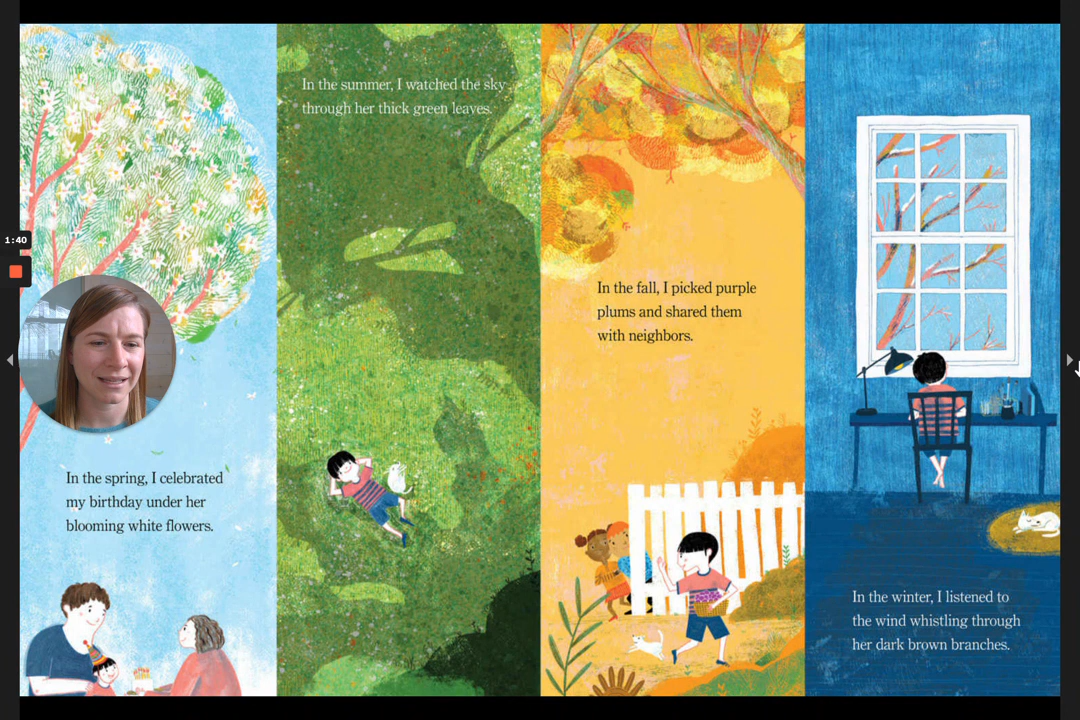 1:40
In the spring, I celebrated
my birthday under her
blooming white flowers.
In the summer, I watched the sky
through her thick green leaves.
In the fall, I picked purple
plums and shared them
with neighbors.
In the winter, I listened to
the wind whistling through
her dark brown branches.